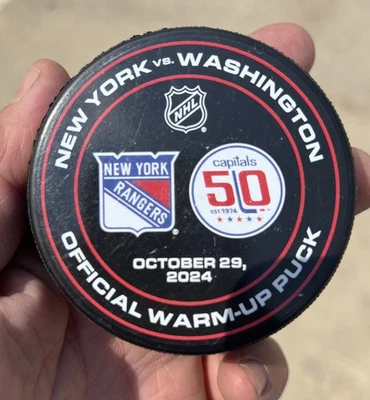 NEW YORK VS. WASHINGTON
NHL
NEW YORK
RANGERS
capitals
50
EST. 1974
OCTOBER 29,
2024
OFFICIAL WARM-UP PUCK